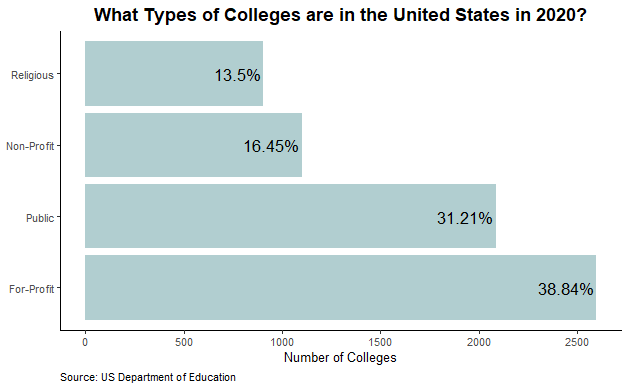 What Types of Colleges are in the United States in 2020?
Religious
13.5%
Non-Profit
16.45%
Public
31.21%
For-Profit
38.84%
0 500 1000 1500 2000 2500
Number of Colleges
Source: US Department of Education